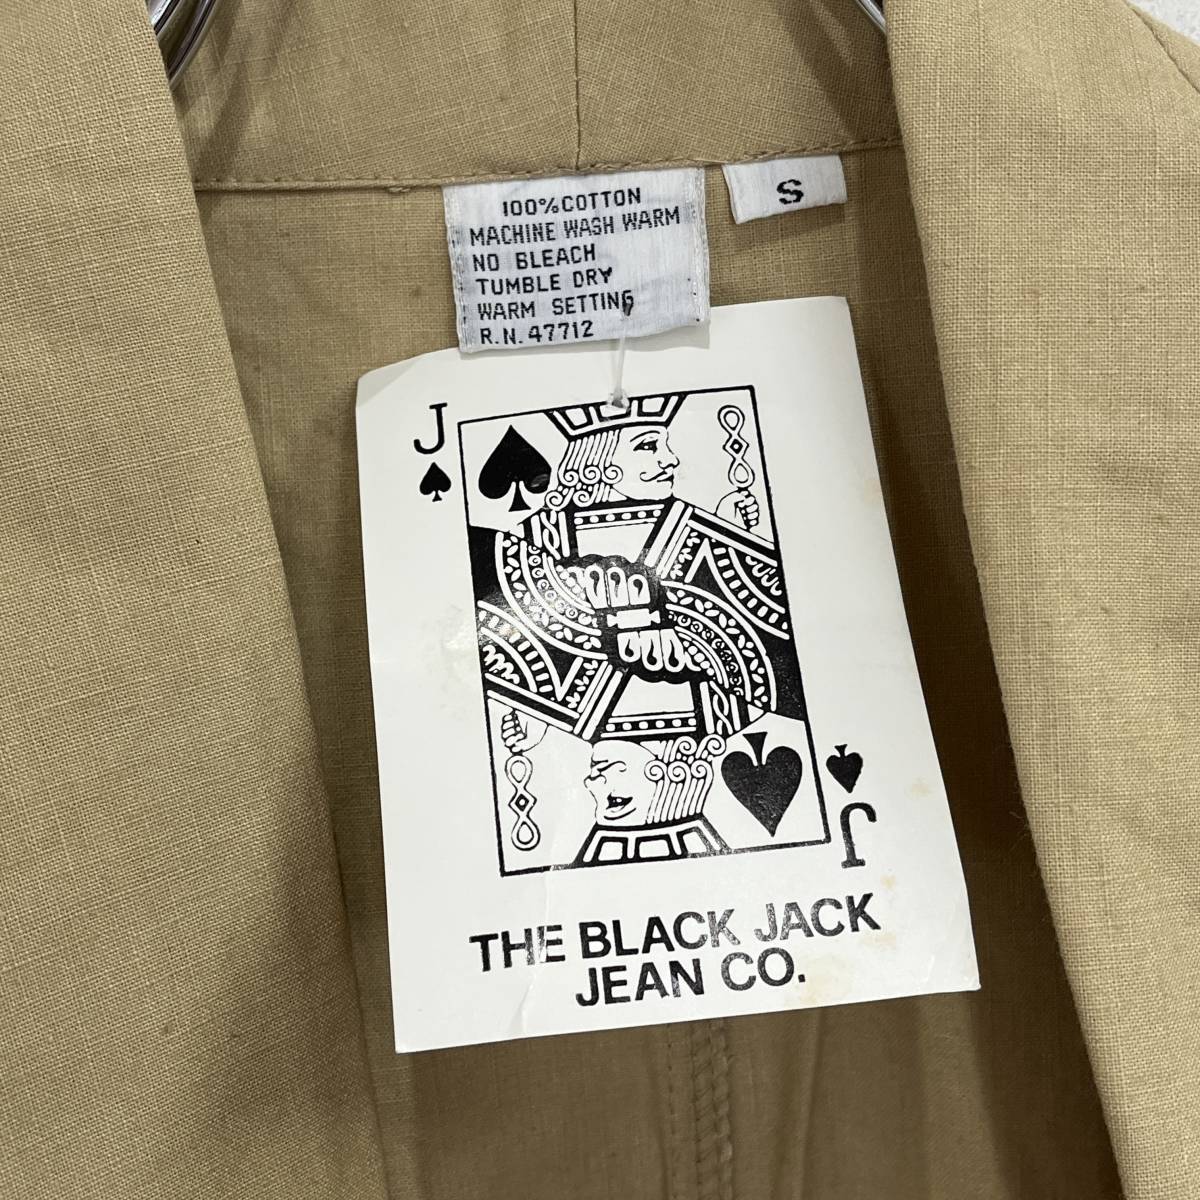 100% COTTON
MACHINE WASH WARM
NO BLEACH
TUMBLE DRY
WARM SETTING
R.N. 47712
S
J
J
THE BLACK JACK
JEAN CO.